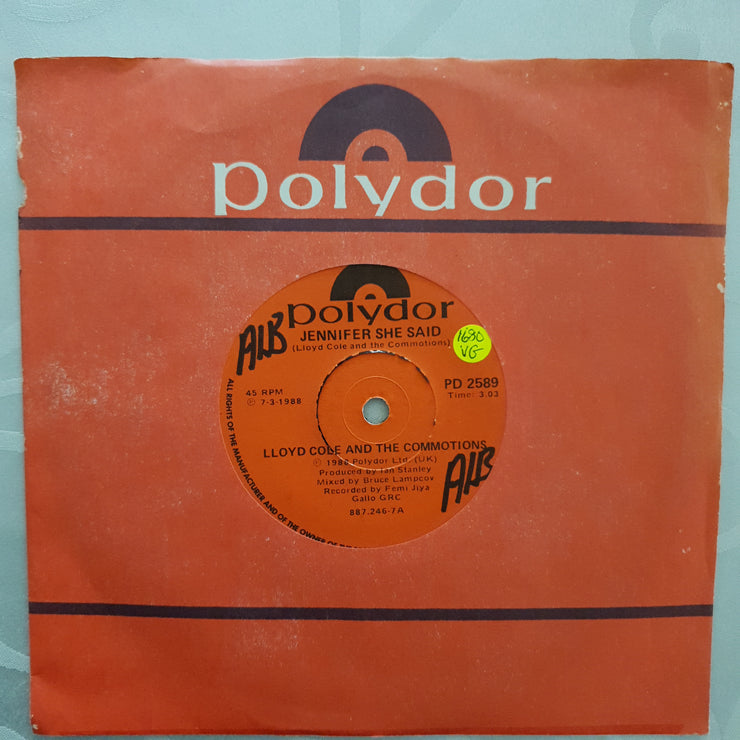 Polydor
polydor
JENNIFER SHE SAID
(Lloyd Cole and the Commotions)
ALB
1680
VG
45 RPM
℗ 7-3-1988
PD 2589
Time: 3.03
LLOYD COLE AND THE COMMOTIONS
℗ 1988 Polydor Ltd. (UK)
Produced by Ian Stanley
Mixed by Bruce Lampcov
Recorded by Femi Jiya
Gallo GRC
887.246-7A
ALB
ALL RIGHTS OF THE MANUFACTURER AND OF THE OWNER OF THE